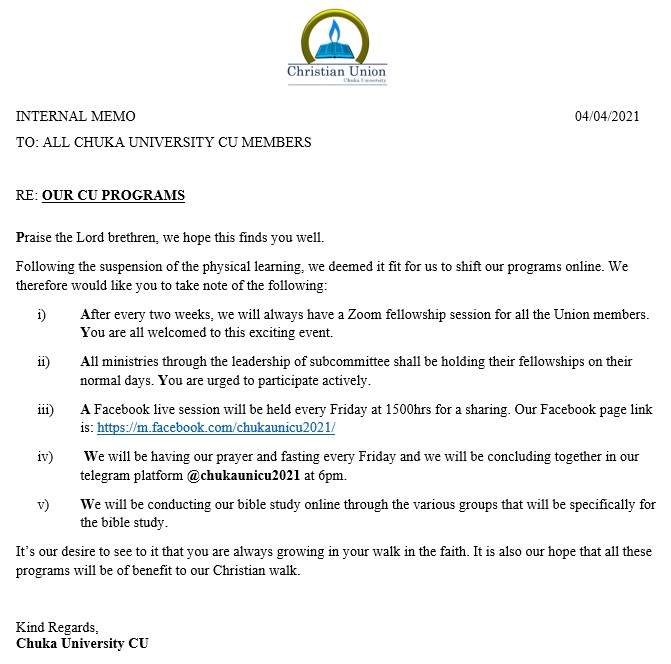 Christian Union
Chuka University
INTERNAL MEMO 04/04/2021
TO: ALL CHUKA UNIVERSITY CU MEMBERS
RE: OUR CU PROGRAMS
Praise the Lord brethren, we hope this finds you well.
Following the suspension of the physical learning, we deemed it fit for us to shift our programs online. We
therefore would like you to take note of the following:
i) After every two weeks, we will always have a Zoom fellowship session for all the Union members.
You are all welcomed to this exciting event.
ii) All ministries through the leadership of subcommittee shall be holding their fellowships on their
normal days. You are urged to participate actively.
iii) A Facebook live session will be held every Friday at 1500hrs for a sharing. Our Facebook page link
is: https://m.facebook.com/chukaunicu2021/
iv) We will be having our prayer and fasting every Friday and we will be concluding together in our
telegram platform @chukaunicu2021 at 6pm.
v) We will be conducting our bible study online through the various groups that will be specifically for
the bible study.
It’s our desire to see to it that you are always growing in your walk in the faith. It is also our hope that all these
programs will be of benefit to our Christian walk.
Kind Regards,
Chuka University CU